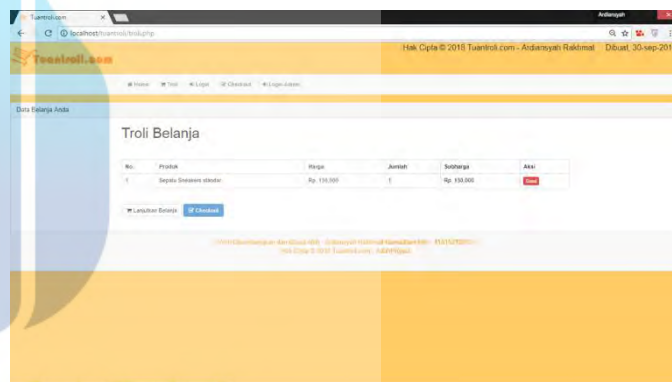 Tuantroli.com
Ardiansyah
localhost/tuantroli/troli.php
Hak Cipta © 2018 Tuantroli.com - Ardiansyah Rakhmat Dibuat, 30-sep-201
Tuantroli.com
Home Troli Login Checkout Login Admin
Data Belanja Anda
Troli Belanja
No. Produk Harga Jumlah Subharga Aksi
1 Sepatu Sneakers Rp. 150,000 1 Rp. 150,000
Lanjutkan Belanja Checkout
Hak Cipta © 2018 Tuantroli.com